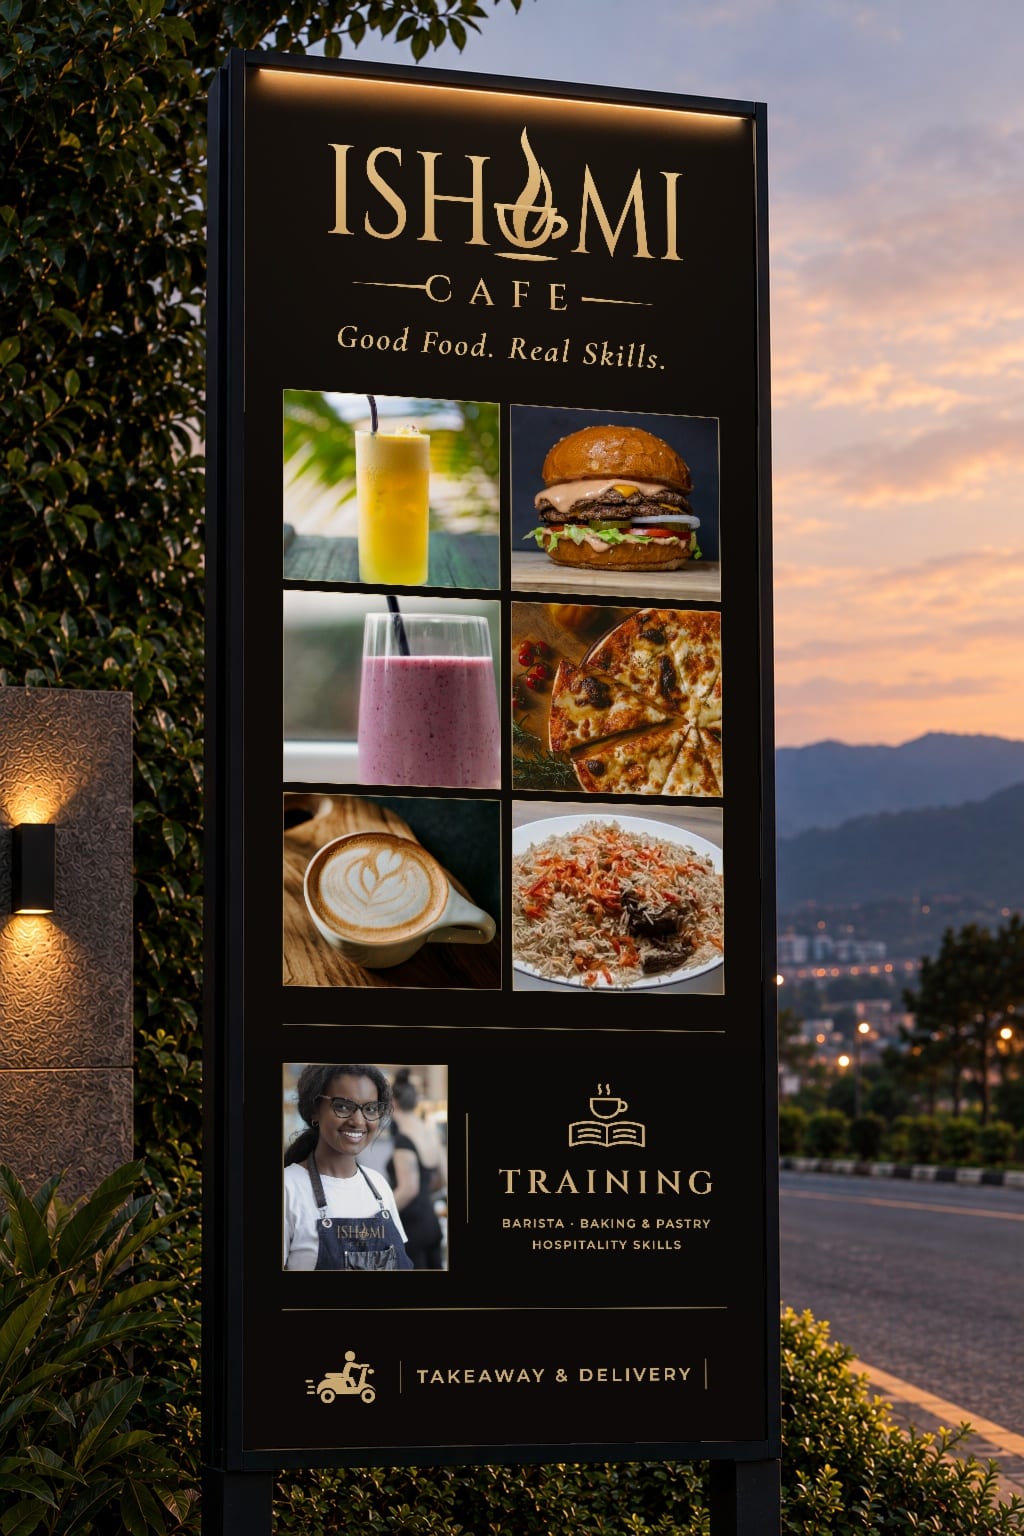 ISHAMI
CAFE
Good Food. Real Skills.
ISHAMI
TRAINING
BARISTA · BAKING & PASTRY
HOSPITALITY SKILLS
TAKEAWAY & DELIVERY